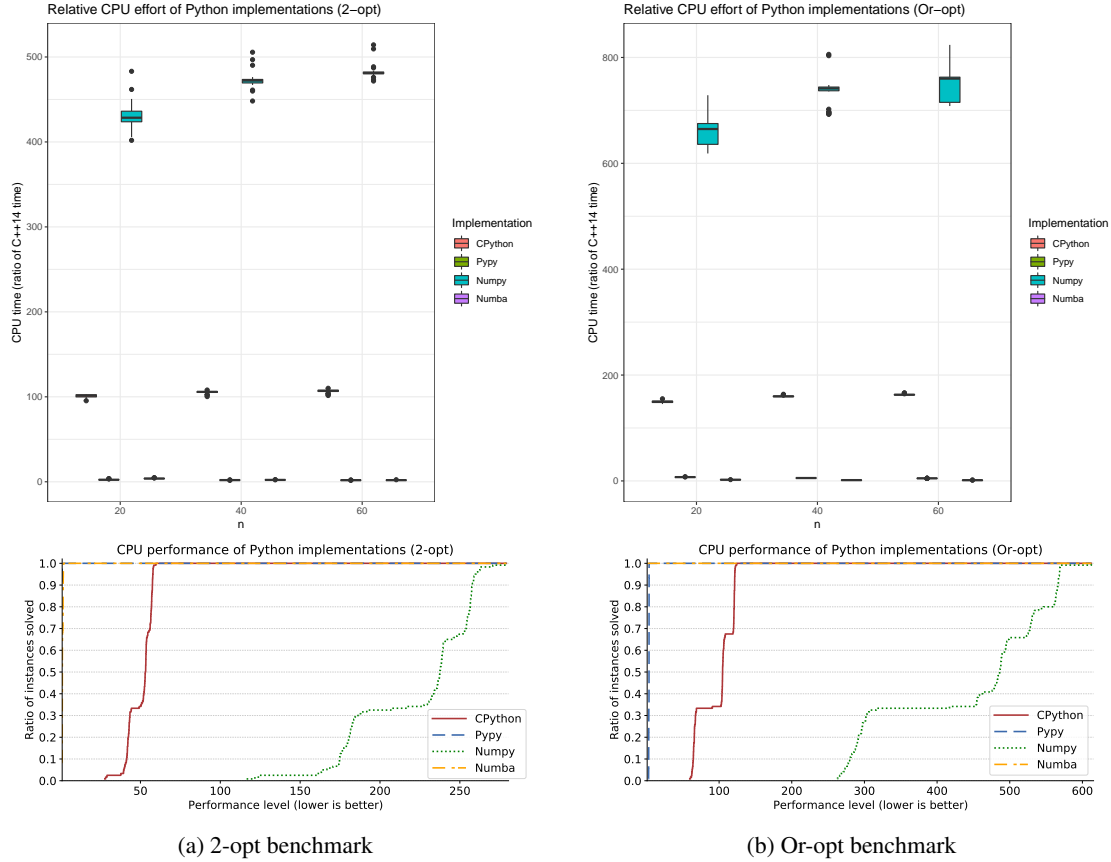 Relative CPU effort of Python implementations (2−opt)
CPU time (ratio of C++14 time)
500
400
300
200
100
0
20
40
60
n
Implementation
CPython
Pypy
Numpy
Numba
Relative CPU effort of Python implementations (Or−opt)
CPU time (ratio of C++14 time)
800
600
400
200
0
20
40
60
n
Implementation
CPython
Pypy
Numpy
Numba
CPU performance of Python implementations (2-opt)
Ratio of instances solved
1.0
0.9
0.8
0.7
0.6
0.5
0.4
0.3
0.2
0.1
0.0
50
100
150
200
250
Performance level (lower is better)
CPython
Pypy
Numpy
Numba
CPU performance of Python implementations (Or-opt)
Ratio of instances solved
1.0
0.9
0.8
0.7
0.6
0.5
0.4
0.3
0.2
0.1
0.0
100
200
300
400
500
600
Performance level (lower is better)
CPython
Pypy
Numpy
Numba
(a) 2-opt benchmark
(b) Or-opt benchmark